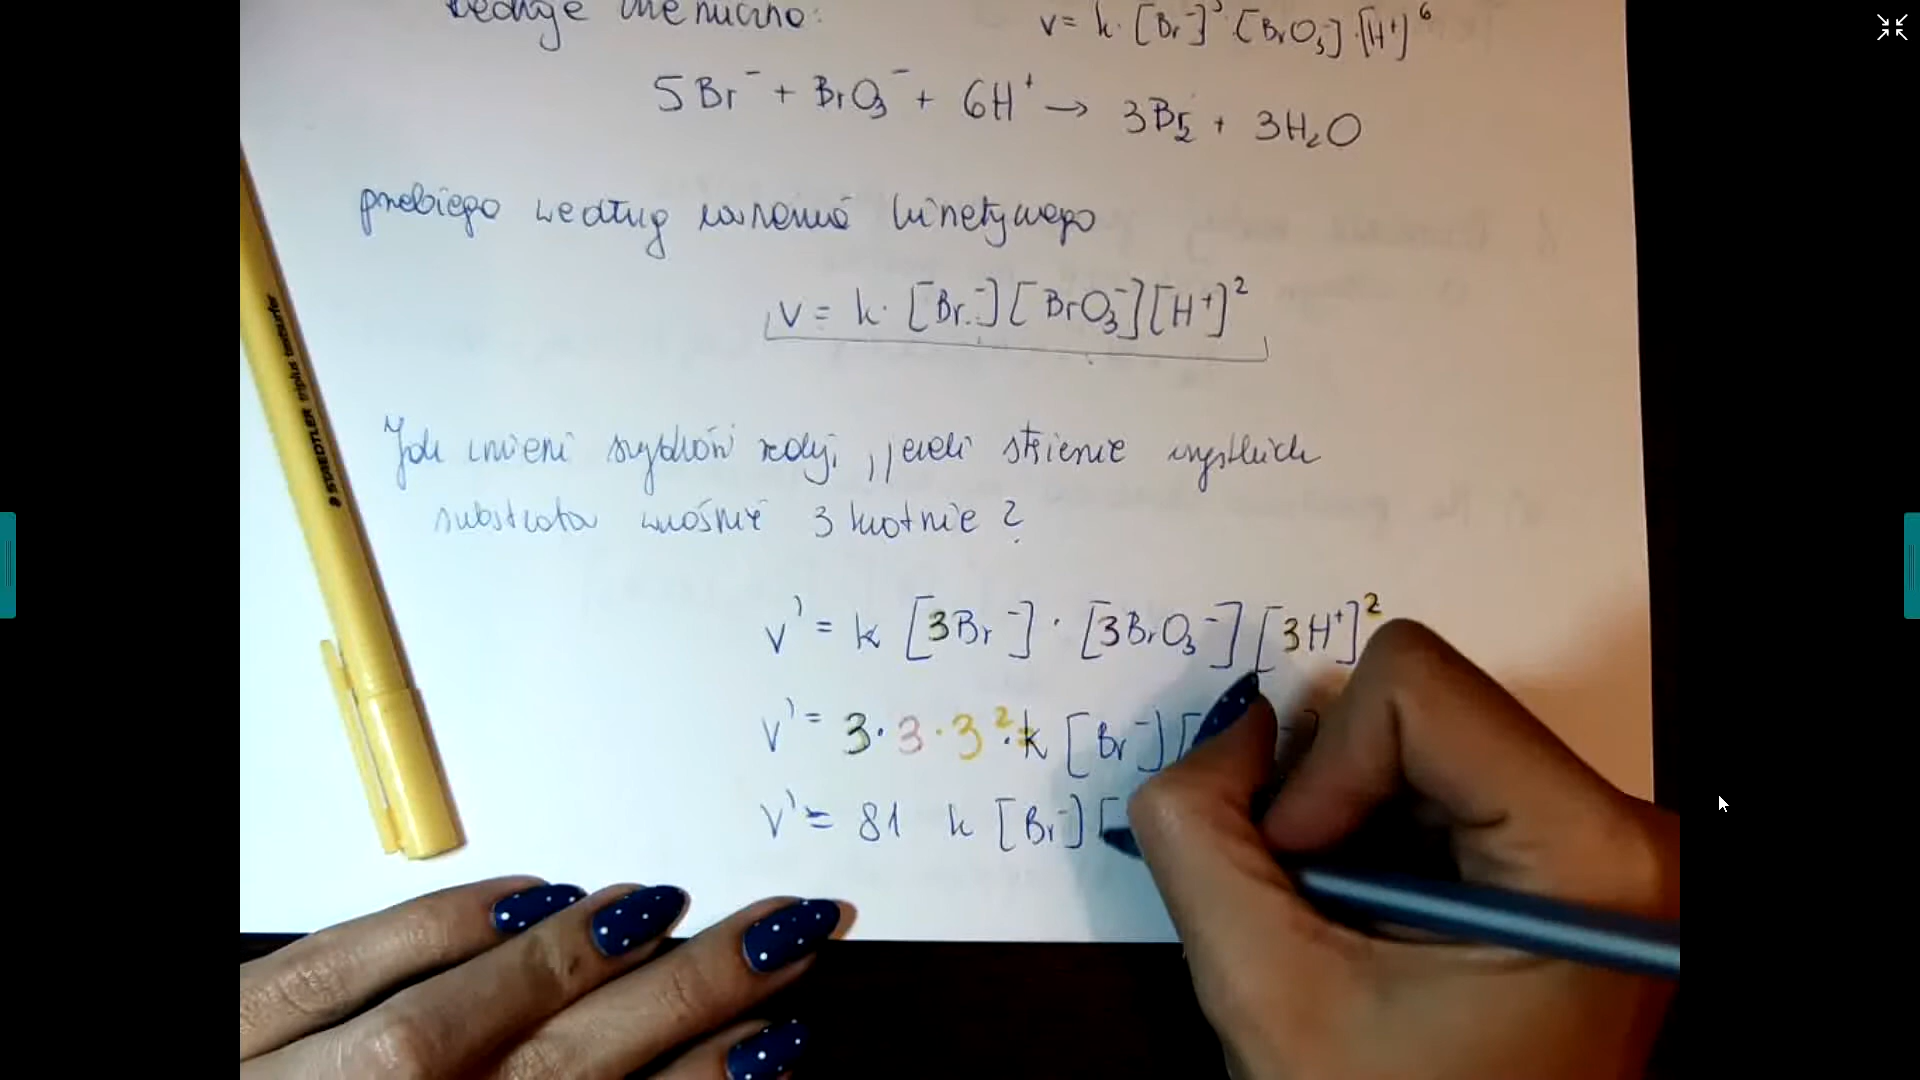 v = k · [Br⁻]⁵ · [BrO₃⁻] · [H⁺]⁶
5Br⁻ + BrO₃⁻ + 6H⁺ → 3Br₂ + 3H₂O
przebiega według równania kinetycznego
v = k · [Br⁻][BrO₃⁻][H⁺]²
Jak zmieni szybkość reakcji, jeżeli stężenie wszystkich
substratów wzrośnie 3 krotnie ?
v' = k [3Br⁻] · [3BrO₃⁻] [3H⁺]²
v' = 3 · 3 · 3² · k [Br⁻] [
v' = 81 k [Br⁻] [
STAEDTLER triplus textsurfer